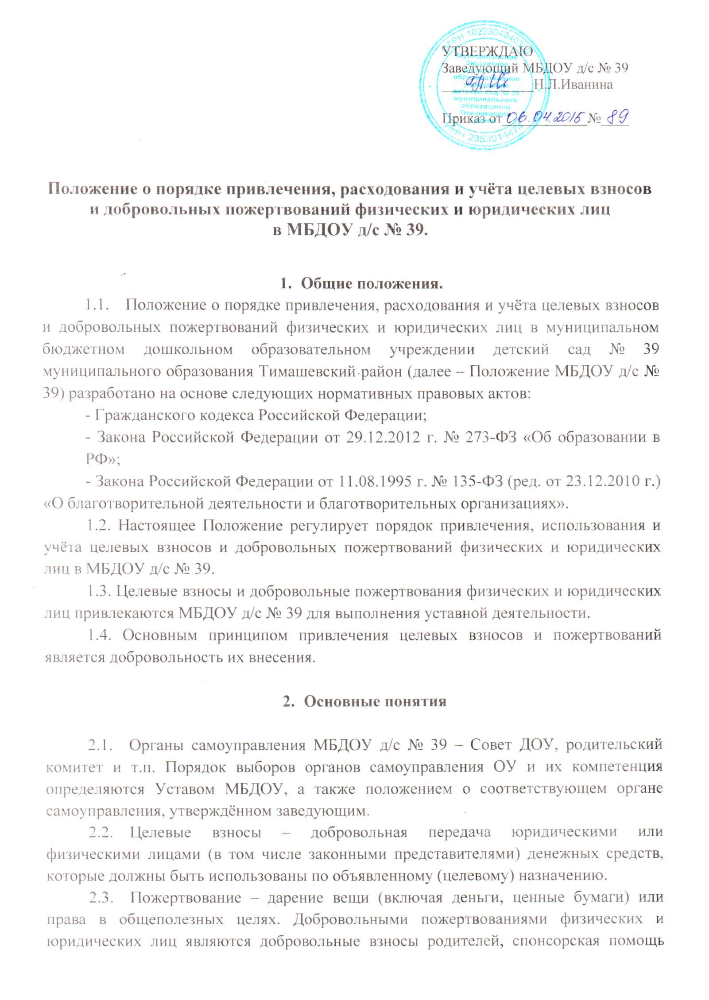 УТВЕРЖДАЮ
Заведующий МБДОУ д/с № 39
Н.Л.Иванина
Приказ от 06.04.2015 № 89
Муниципальное
бюджетное
образовательное
учреждение
детский сад № 39
муниципального
образования
Тимашевский
район
ИНН 2353014474
Положение о порядке привлечения, расходования и учёта целевых взносов
и добровольных пожертвований физических и юридических лиц
в МБДОУ д/с № 39.
1. Общие положения.
1.1. Положение о порядке привлечения, расходования и учёта целевых взносов
и добровольных пожертвований физических и юридических лиц в муниципальном
бюджетном дошкольном образовательном учреждении детский сад № 39
муниципального образования Тимашевский район (далее – Положение МБДОУ д/с №
39) разработано на основе следующих нормативных правовых актов:
- Гражданского кодекса Российской Федерации;
- Закона Российской Федерации от 29.12.2012 г. № 273-ФЗ «Об образовании в
РФ»;
- Закона Российской Федерации от 11.08.1995 г. № 135-ФЗ (ред. от 23.12.2010 г.)
«О благотворительной деятельности и благотворительных организациях».
1.2. Настоящее Положение регулирует порядок привлечения, использования и
учёта целевых взносов и добровольных пожертвований физических и юридических
лиц в МБДОУ д/с № 39.
1.3. Целевые взносы и добровольные пожертвования физических и юридических
лиц привлекаются МБДОУ д/с № 39 для выполнения уставной деятельности.
1.4. Основным принципом привлечения целевых взносов и пожертвований
является добровольность их внесения.
2. Основные понятия
2.1. Органы самоуправления МБДОУ д/с № 39 – Совет ДОУ, родительский
комитет и т.п. Порядок выборов органов самоуправления ОУ и их компетенция
определяются Уставом МБДОУ, а также положением о соответствующем органе
самоуправления, утверждённом заведующим.
2.2. Целевые взносы – добровольная передача юридическими или
физическими лицами (в том числе законными представителями) денежных средств,
которые должны быть использованы по объявленному (целевому) назначению.
2.3. Пожертвование – дарение вещи (включая деньги, ценные бумаги) или
права в общеполезных целях. Добровольными пожертвованиями физических и
юридических лиц являются добровольные взносы родителей, спонсорская помощь